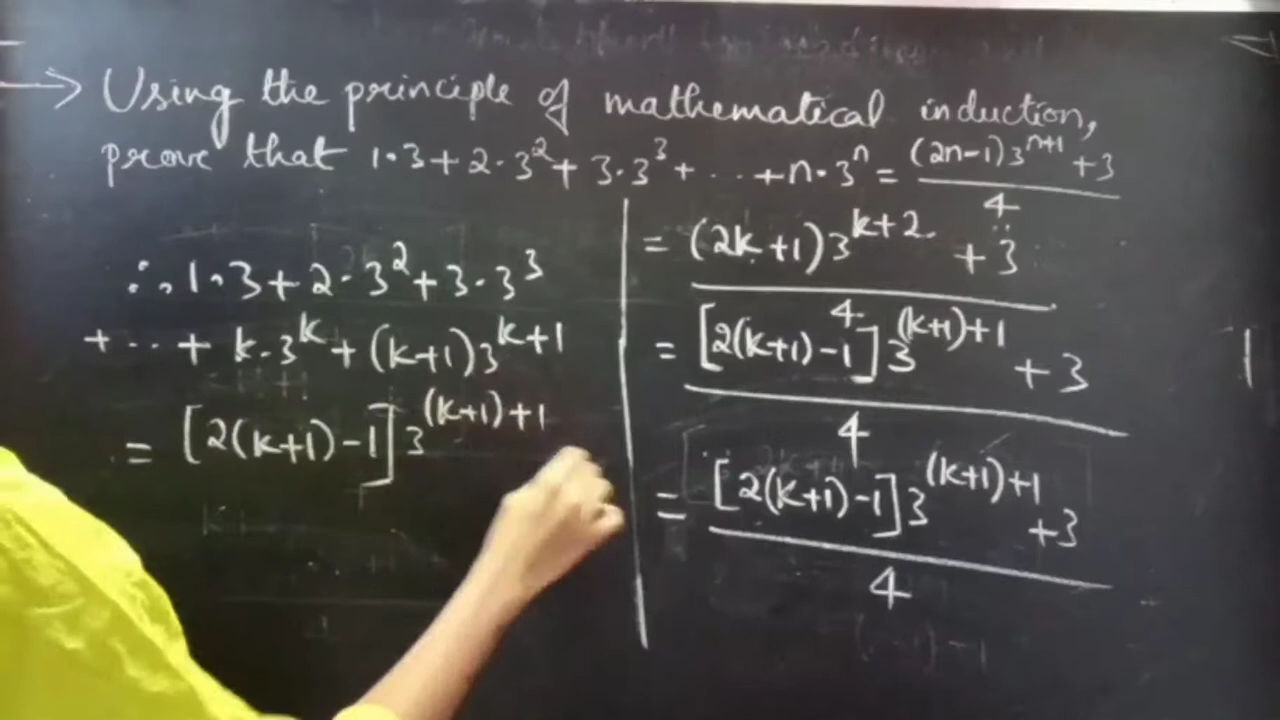 → Using the principle of mathematical induction,
prove that 1·3+2·3²+3·3³+ · ·· +n·3ⁿ = ((2n-1)3ⁿ⁺¹ +3)/4
∴ 1·3+2·3²+3·3³
+ ··· + k·3ᵏ + (k+1)3ᵏ⁺¹
= [2(k+1)-1]3⁽ᵏ⁺¹⁾⁺¹
= ((2k+1)3ᵏ⁺² +3)/4
= ([2(k+1)-1]3⁽ᵏ⁺¹⁾⁺¹ +3)/4
= ([2(k+1)-1]3⁽ᵏ⁺¹⁾⁺¹ +3)/4